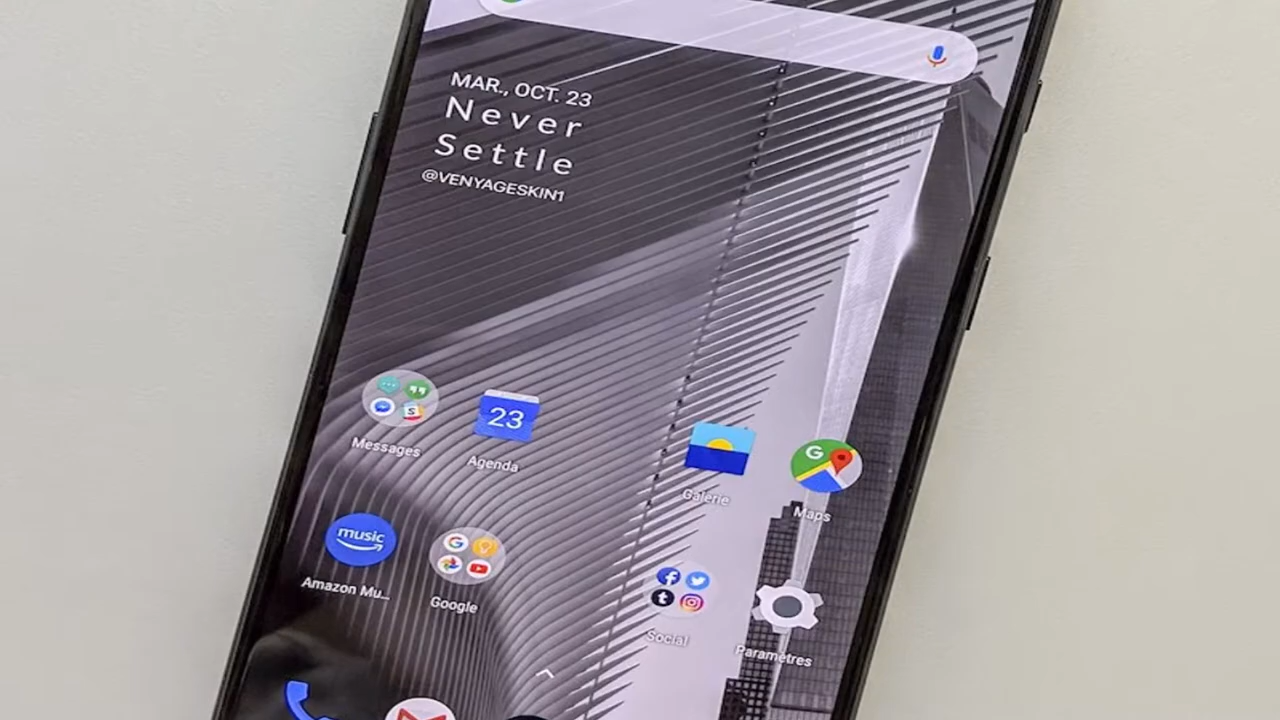 MAR., OCT. 23
Never
Settle
@VENYAGESKIN1
Messages
23
Agenda
Galerie
G
Maps
music
Amazon Mu...
Google
Social
Paramètres